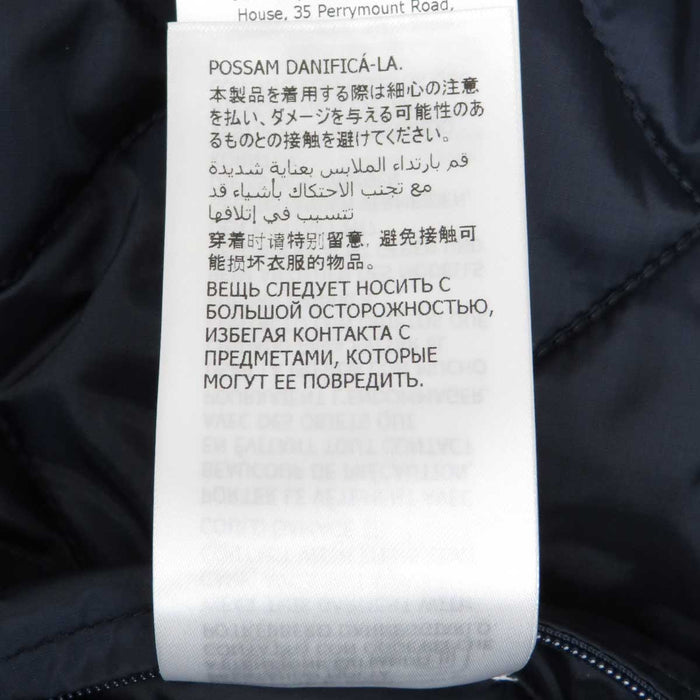 House, 35 Perrymount Road,
POSSAM DANIFICÁ-LA.
本製品を着用する際は細心の注意
を払い、ダメージを与える可能性のあ
るものとの接触を避けてください。
قم بارتداء الملابس بعناية شديدة
مع تجنب الاحتكاك بأشياء قد
تتسبب في إتلافها
穿着时请特别留意，避免接触可
能损坏衣服的物品。
ВЕЩЬ СЛЕДУЕТ НОСИТЬ С
БОЛЬШОЙ ОСТОРОЖНОСТЬЮ,
ИЗБЕГАЯ КОНТАКТА С
ПРЕДМЕТАМИ, КОТОРЫЕ
МОГУТ ЕЕ ПОВРЕДИТЬ.